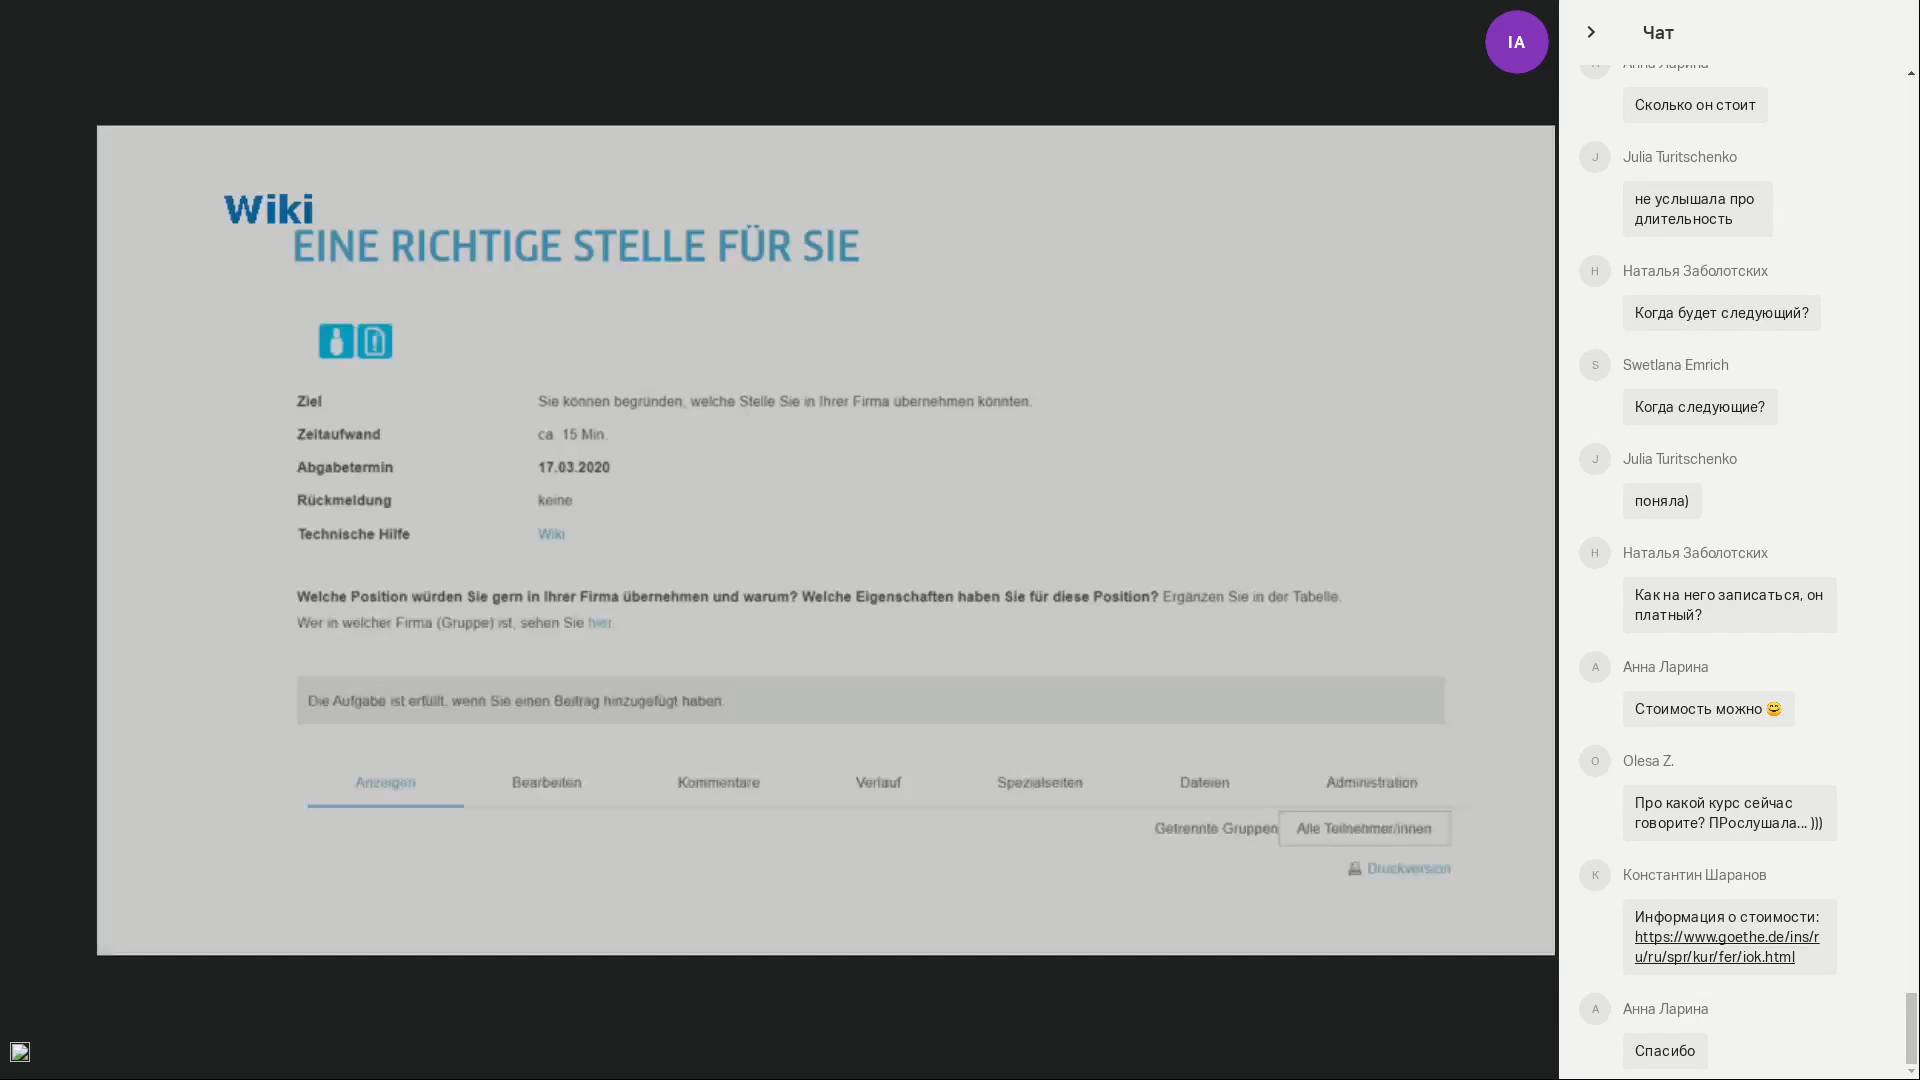 IA
Wiki
EINE RICHTIGE STELLE FÜR SIE
Ziel Sie können begründen, welche Stelle Sie in Ihrer Firma übernehmen könnten.
Zeitaufwand ca. 15 Min.
Abgabetermin 17.03.2020
Rückmeldung keine
Technische Hilfe Wiki
Welche Position würden Sie gern in Ihrer Firma übernehmen und warum? Welche Eigenschaften haben Sie für diese Position? Ergänzen Sie in der Tabelle.
Wer in welcher Firma (Gruppe) ist, sehen Sie hier.
Die Aufgabe ist erfüllt, wenn Sie einen Beitrag hinzugefügt haben.
Anzeigen Bearbeiten Kommentare Verlauf Spezialseiten Dateien Administration
Getrennte Gruppen Alle Teilnehmer/innen
Druckversion
Чат
Анна Ларина
Сколько он стоит
J Julia Turitschenko
не услышала про
длительность
Н Наталья Заболотских
Когда будет следующий?
S Swetlana Emrich
Когда следующие?
J Julia Turitschenko
поняла)
Н Наталья Заболотских
Как на него записаться, он
платный?
А Анна Ларина
Стоимость можно 😊
O Olesa Z.
Про какой курс сейчас
говорите? ПРослушала... )))
К Константин Шаранов
Информация о стоимости:
https://www.goethe.de/ins/r
u/ru/spr/kur/fer/iok.html
А Анна Ларина
Спасибо